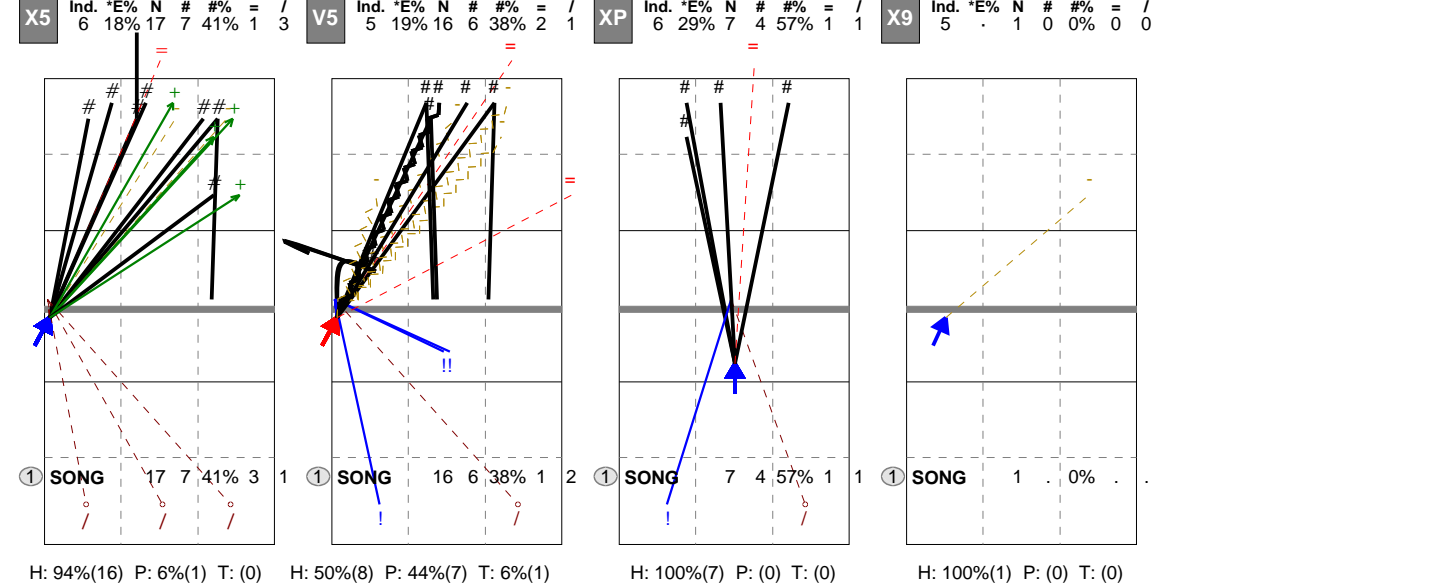 X5 Ind. *E% N # #% = /
6 18% 17 7 41% 1 3
V5 Ind. *E% N # #% = /
5 19% 16 6 38% 2 1
XP Ind. *E% N # #% = /
6 29% 7 4 57% 1 1
X9 Ind. *E% N # #% = /
5 . 1 0 0% 0 0
1 SONG 17 7 41% 3 1
1 SONG 16 6 38% 1 2
1 SONG 7 4 57% 1 1
1 SONG 1 . 0% . .
H: 94%(16) P: 6%(1) T: (0)
H: 50%(8) P: 44%(7) T: 6%(1)
H: 100%(7) P: (0) T: (0)
H: 100%(1) P: (0) T: (0)